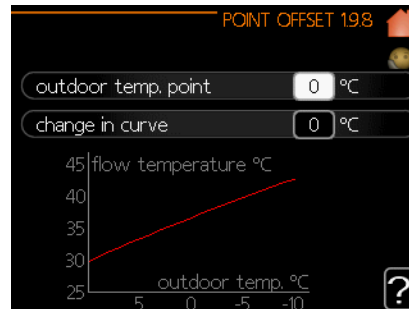 POINT OFFSET 1.9.8
outdoor temp. point 0 °C
change in curve 0 °C
45 flow temperature °C
40
35
30
25 outdoor temp. °C
5 0 -5 -10
?